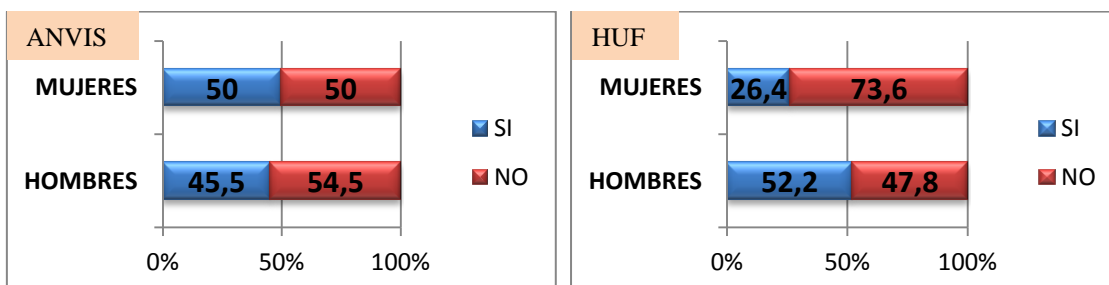 ANVIS
MUJERES
50 50
SI
HOMBRES
45,5 54,5
NO
0% 50% 100%
HUF
MUJERES
26,4 73,6
SI
HOMBRES
52,2 47,8
NO
0% 50% 100%